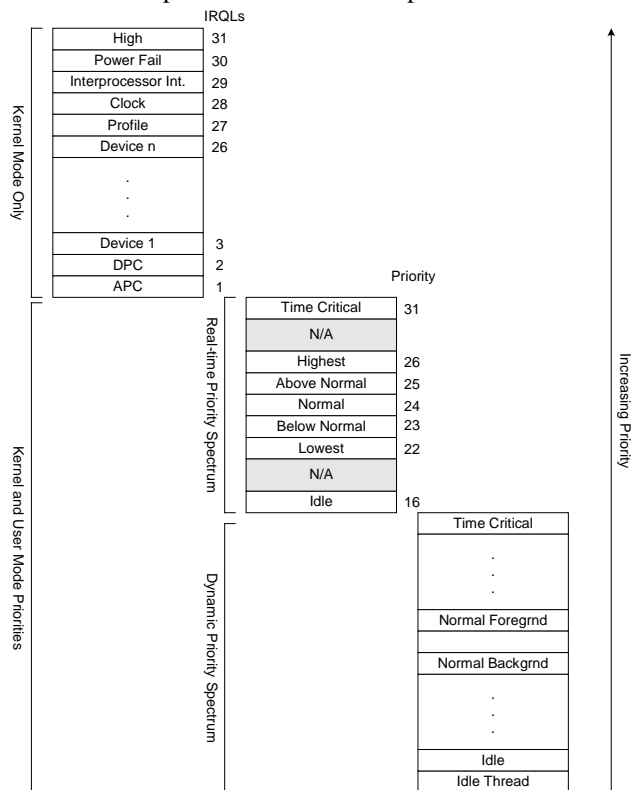 IRQLs
High 31
Power Fail 30
Interprocessor Int. 29
Clock 28
Profile 27
Device n 26
.
.
.
Device 1 3
DPC 2
APC 1
Kernel Mode Only
Priority
Time Critical 31
N/A
Highest 26
Above Normal 25
Normal 24
Below Normal 23
Lowest 22
N/A
Idle 16
Real-time Priority Spectrum
Kernel and User Mode Priorities
Time Critical
.
.
.
Normal Foregrnd
Normal Backgrnd
.
.
.
Idle
Idle Thread
Dynamic Priority Spectrum
Increasing Priority